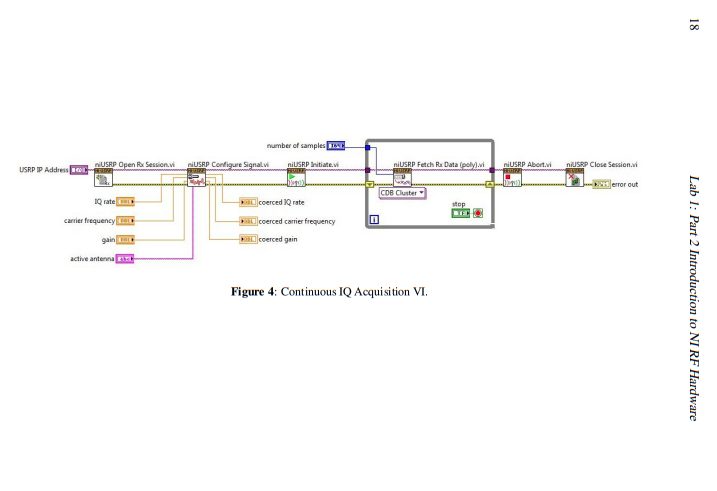 18
Lab 1: Part 2 Introduction to NI RF Hardware
number of samples
USRP IP Address
niUSRP Open Rx Session.vi
niUSRP Configure Signal.vi
niUSRP Initiate.vi
niUSRP Fetch Rx Data (poly).vi
niUSRP Abort.vi
niUSRP Close Session.vi
error out
CDB Cluster
IQ rate
coerced IQ rate
carrier frequency
coerced carrier frequency
stop
gain
coerced gain
i
active antenna
Figure 4: Continuous IQ Acquisition VI.